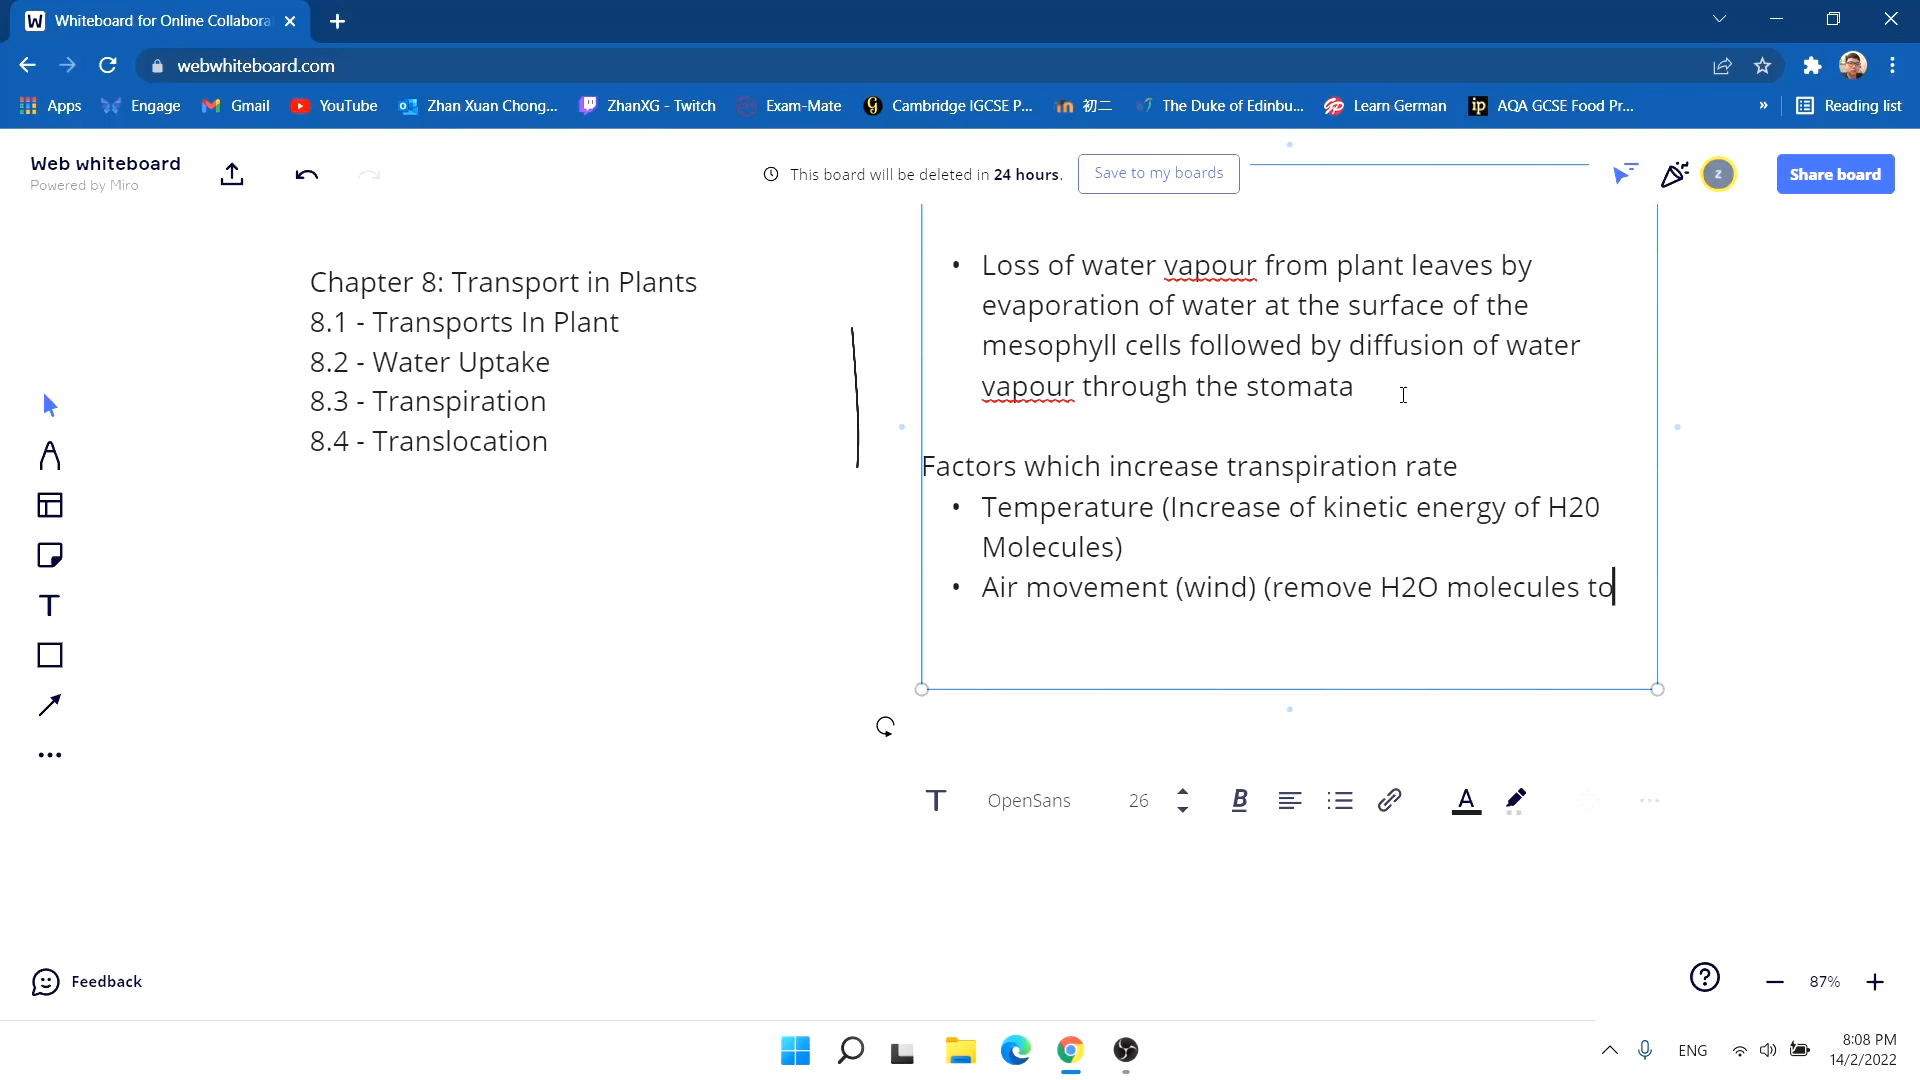 Whiteboard for Online Collabora
webwhiteboard.com
Apps
Engage
Gmail
YouTube
Zhan Xuan Chong...
ZhanXG - Twitch
Exam-Mate
Cambridge IGCSE P...
初二
The Duke of Edinbu...
Learn German
AQA GCSE Food Pr...
»
Reading list
Web whiteboard
Powered by Miro
This board will be deleted in 24 hours.
Save to my boards
Z
Share board
Chapter 8: Transport in Plants
8.1 - Transports In Plant
8.2 - Water Uptake
8.3 - Transpiration
8.4 - Translocation
• Loss of water vapour from plant leaves by
evaporation of water at the surface of the
mesophyll cells followed by diffusion of water
vapour through the stomata
Factors which increase transpiration rate
• Temperature (Increase of kinetic energy of H20
Molecules)
• Air movement (wind) (remove H2O molecules to
OpenSans
26
Feedback
87%
ENG
8:08 PM
14/2/2022